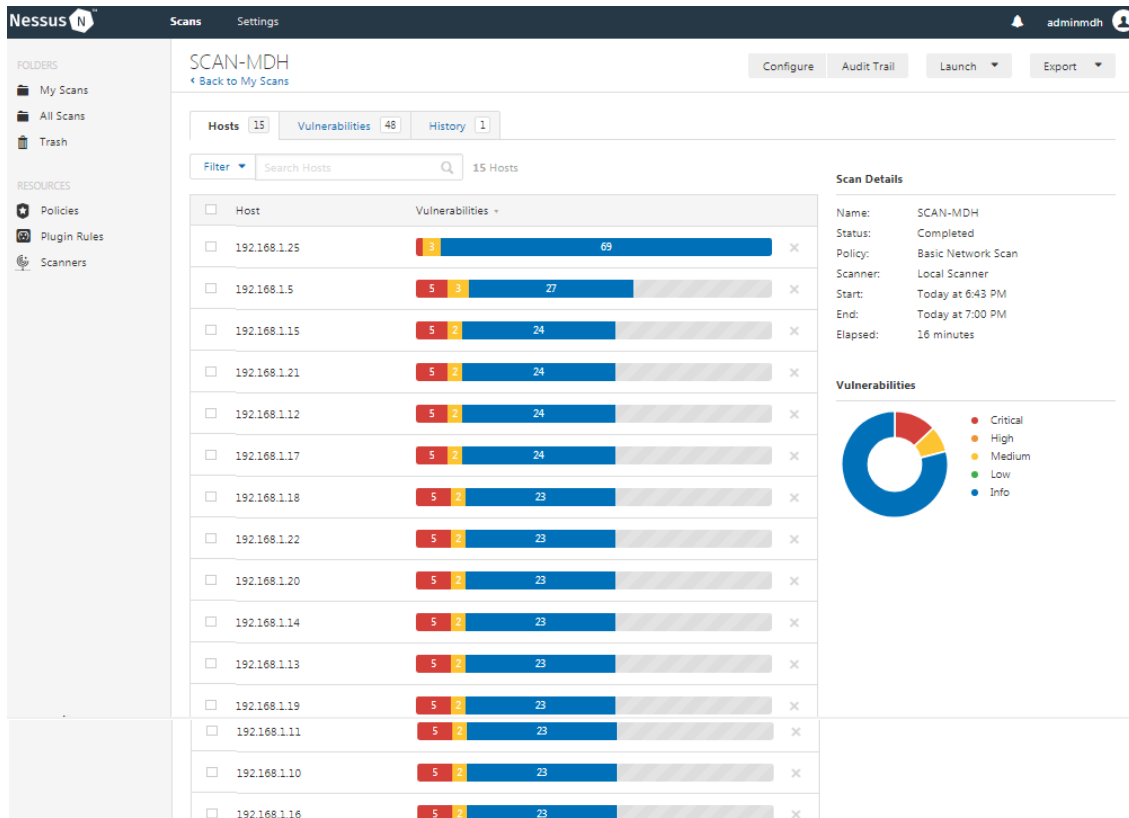 Nessus N
Scans Settings adminmdh
FOLDERS
My Scans
All Scans
Trash
RESOURCES
Policies
Plugin Rules
Scanners
SCAN-MDH
Back to My Scans
Configure Audit Trail Launch Export
Hosts 15 Vulnerabilities 48 History 1
Filter Search Hosts 15 Hosts
Host Vulnerabilities
192.168.1.25 3 69
192.168.1.5 5 3 27
192.168.1.15 5 2 24
192.168.1.21 5 2 24
192.168.1.12 5 2 24
192.168.1.17 5 2 24
192.168.1.18 5 2 23
192.168.1.22 5 2 23
192.168.1.20 5 2 23
192.168.1.14 5 2 23
192.168.1.13 5 2 23
192.168.1.19 5 2 23
192.168.1.11 5 2 23
192.168.1.10 5 2 23
192.168.1.16 5 2 23
Scan Details
Name: SCAN-MDH
Status: Completed
Policy: Basic Network Scan
Scanner: Local Scanner
Start: Today at 6:43 PM
End: Today at 7:00 PM
Elapsed: 16 minutes
Vulnerabilities
Critical
High
Medium
Low
Info